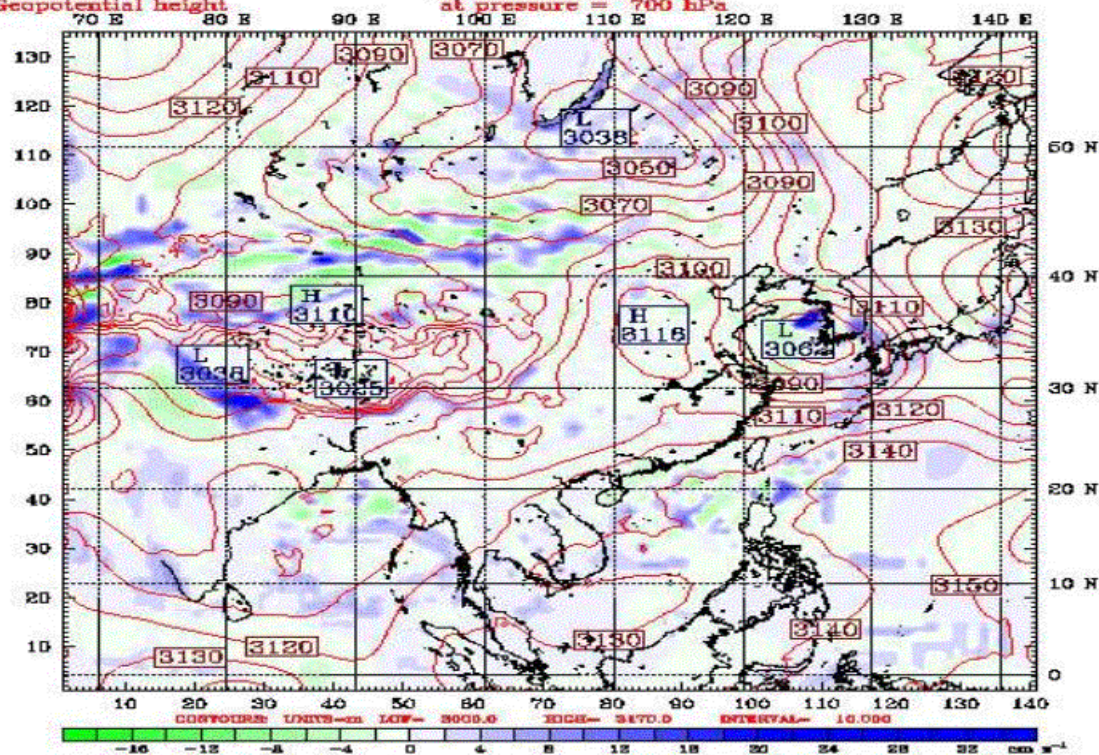 Geopotential height at pressure = 700 hPa
70 E 80 E 90 E 100 E 110 E 120 E 130 E 140 E
130 3090 3070
3110 3120
120 3120 3090
L 3038 3100
110 50 N
3050 3090
100 3070
3130
90 3100 40 N
80 3090 H 3110 H 3116 3110
L
70 L 3038 3025
3090 30 N
60 3110 3120
50 3140
40 20 N
30
3150 10 N
20
3140
10 3130 3120 3130
0
10 20 30 40 50 60 70 80 90 100 110 120 130 140
CONTOURS: UNITS=m LOW= 3000.0 HIGH= 3170.0 INTERVAL= 10.000
-16 -12 -8 -4 0 4 8 12 16 20 24 28 32